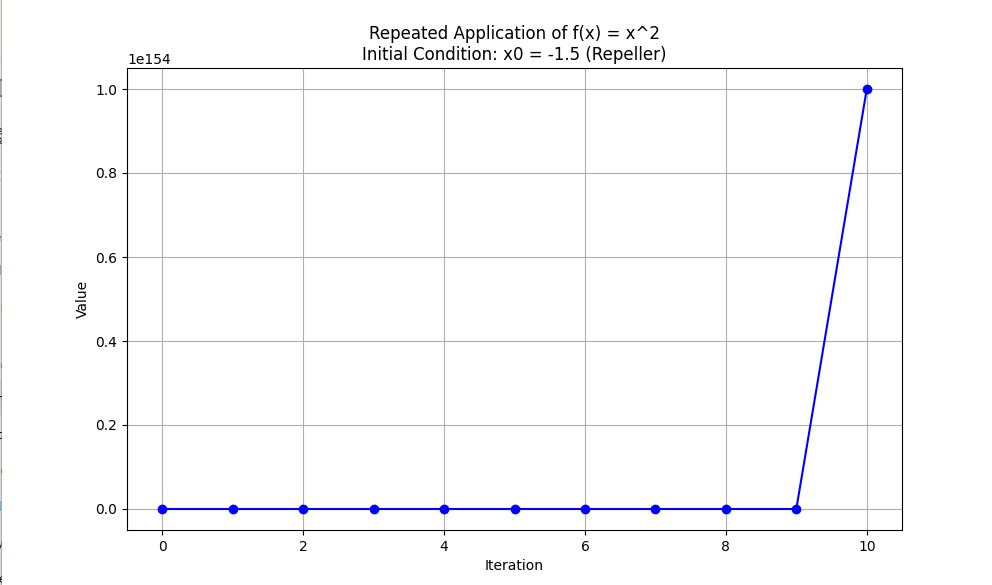 Repeated Application of f(x) = x^2
Initial Condition: x0 = -1.5 (Repeller)
1e154
1.0
0.8
0.6
0.4
0.2
0.0
Value
0 2 4 6 8 10
Iteration